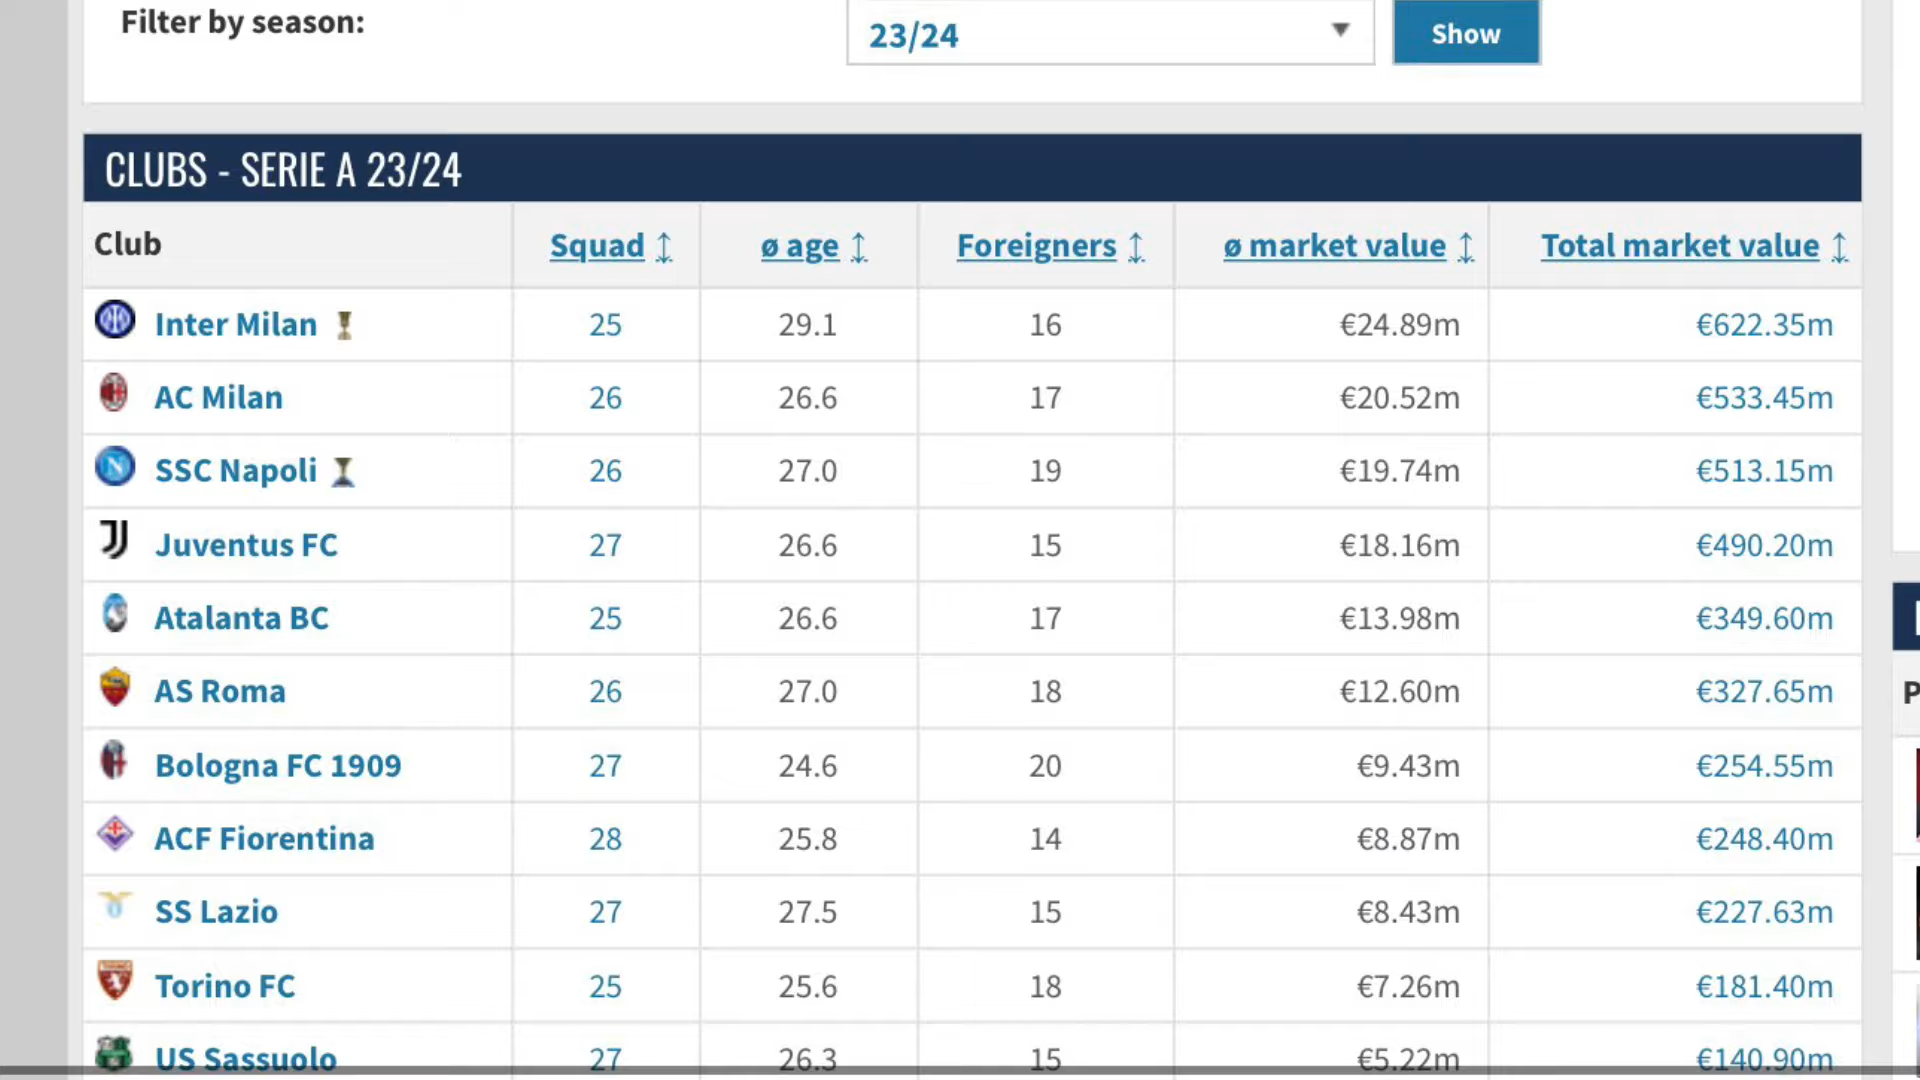 Filter by season:
23/24
Show
CLUBS - SERIE A 23/24
Club Squad ø age Foreigners ø market value Total market value
Inter Milan 25 29.1 16 €24.89m €622.35m
AC Milan 26 26.6 17 €20.52m €533.45m
SSC Napoli 26 27.0 19 €19.74m €513.15m
Juventus FC 27 26.6 15 €18.16m €490.20m
Atalanta BC 25 26.6 17 €13.98m €349.60m
AS Roma 26 27.0 18 €12.60m €327.65m
P
Bologna FC 1909 27 24.6 20 €9.43m €254.55m
ACF Fiorentina 28 25.8 14 €8.87m €248.40m
SS Lazio 27 27.5 15 €8.43m €227.63m
Torino FC 25 25.6 18 €7.26m €181.40m
US Sassuolo 27 26.3 15 €5.22m €140.90m